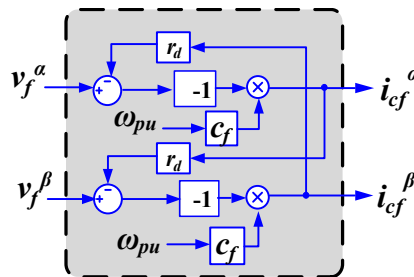 r_d
v_f^α
+
−
-1
×
i_cf^α
ω_pu
c_f
r_d
v_f^β
+
−
-1
×
i_cf^β
ω_pu
c_f